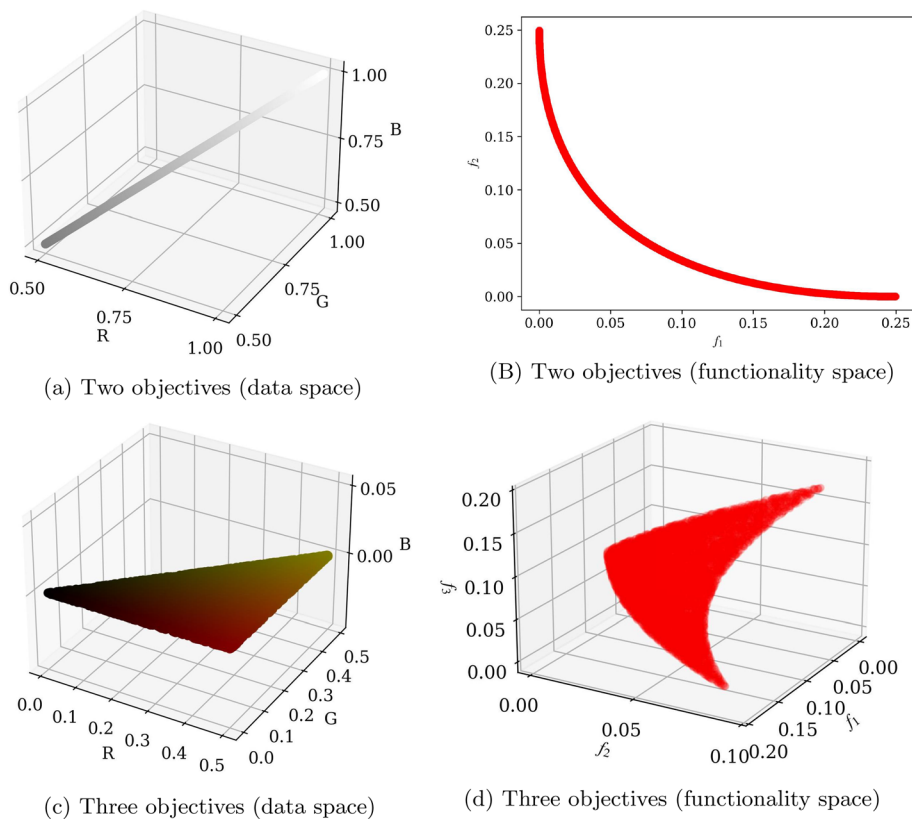 1.00
B
0.75
0.50
1.00
0.50
0.75
G
0.75
R
1.00
0.50
(a) Two objectives (data space)
0.25
0.20
0.15
f₂
0.10
0.05
0.00
0.00 0.05 0.10 0.15 0.20 0.25
f₁
(B) Two objectives (functionality space)
0.05
B
0.00
0.5
0.4
0.3
G
0.2
0.1
0.0
0.0
0.1
0.2
R
0.3
0.4
0.5
(c) Three objectives (data space)
0.20
0.15
f₃
0.10
0.05
0.00
0.00
0.05
f₂
0.10
0.00
0.05
0.10
f₁
0.15
0.20
(d) Three objectives (functionality space)